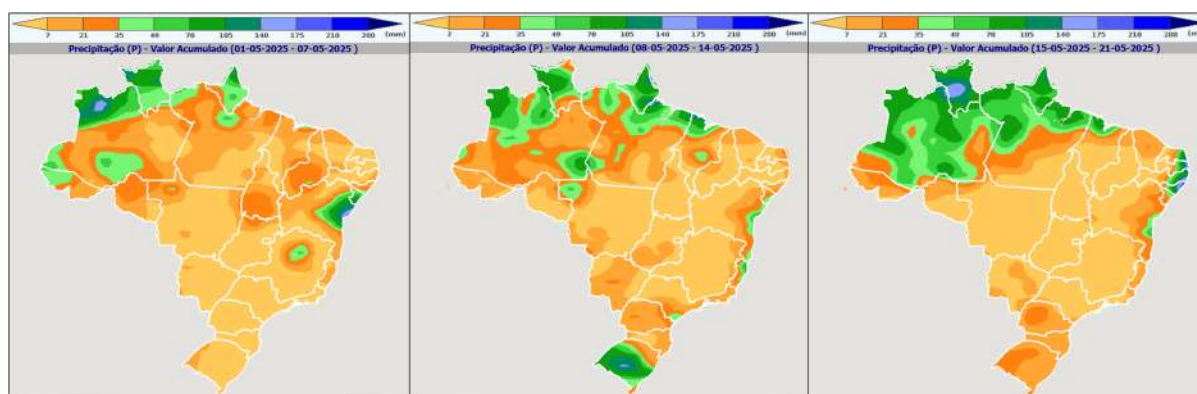 7 21 35 49 70 105 140 175 210 280 (mm)
Precipitação (P) - Valor Acumulado (01-05-2025 - 07-05-2025 )
7 21 35 49 70 105 140 175 210 280 (mm)
Precipitação (P) - Valor Acumulado (08-05-2025 - 14-05-2025 )
7 21 35 49 70 105 140 175 210 280 (m
Precipitação (P) - Valor Acumulado (15-05-2025 - 21-05-2025 )